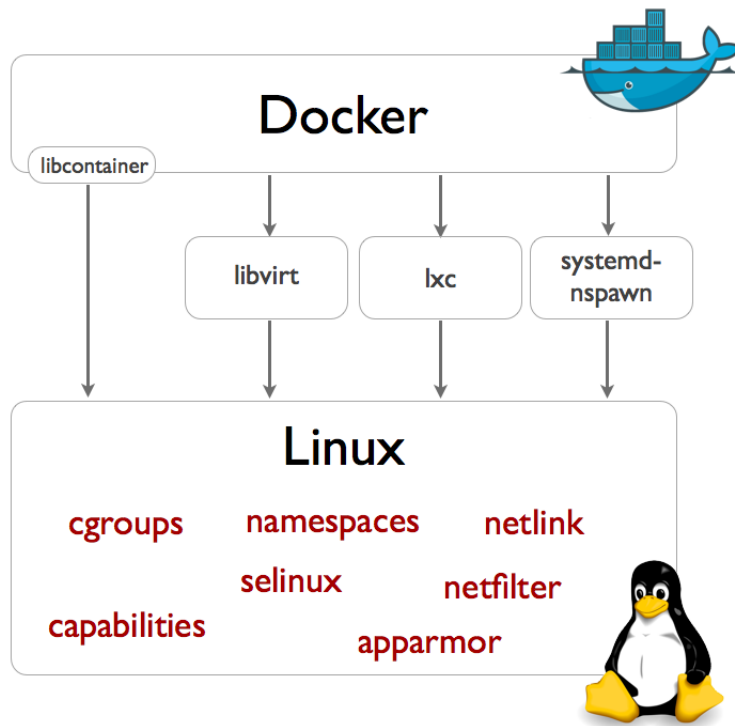 Docker
libcontainer
libvirt
lxc
systemd-
nspawn
Linux
cgroups
namespaces
netlink
selinux
netfilter
capabilities
apparmor